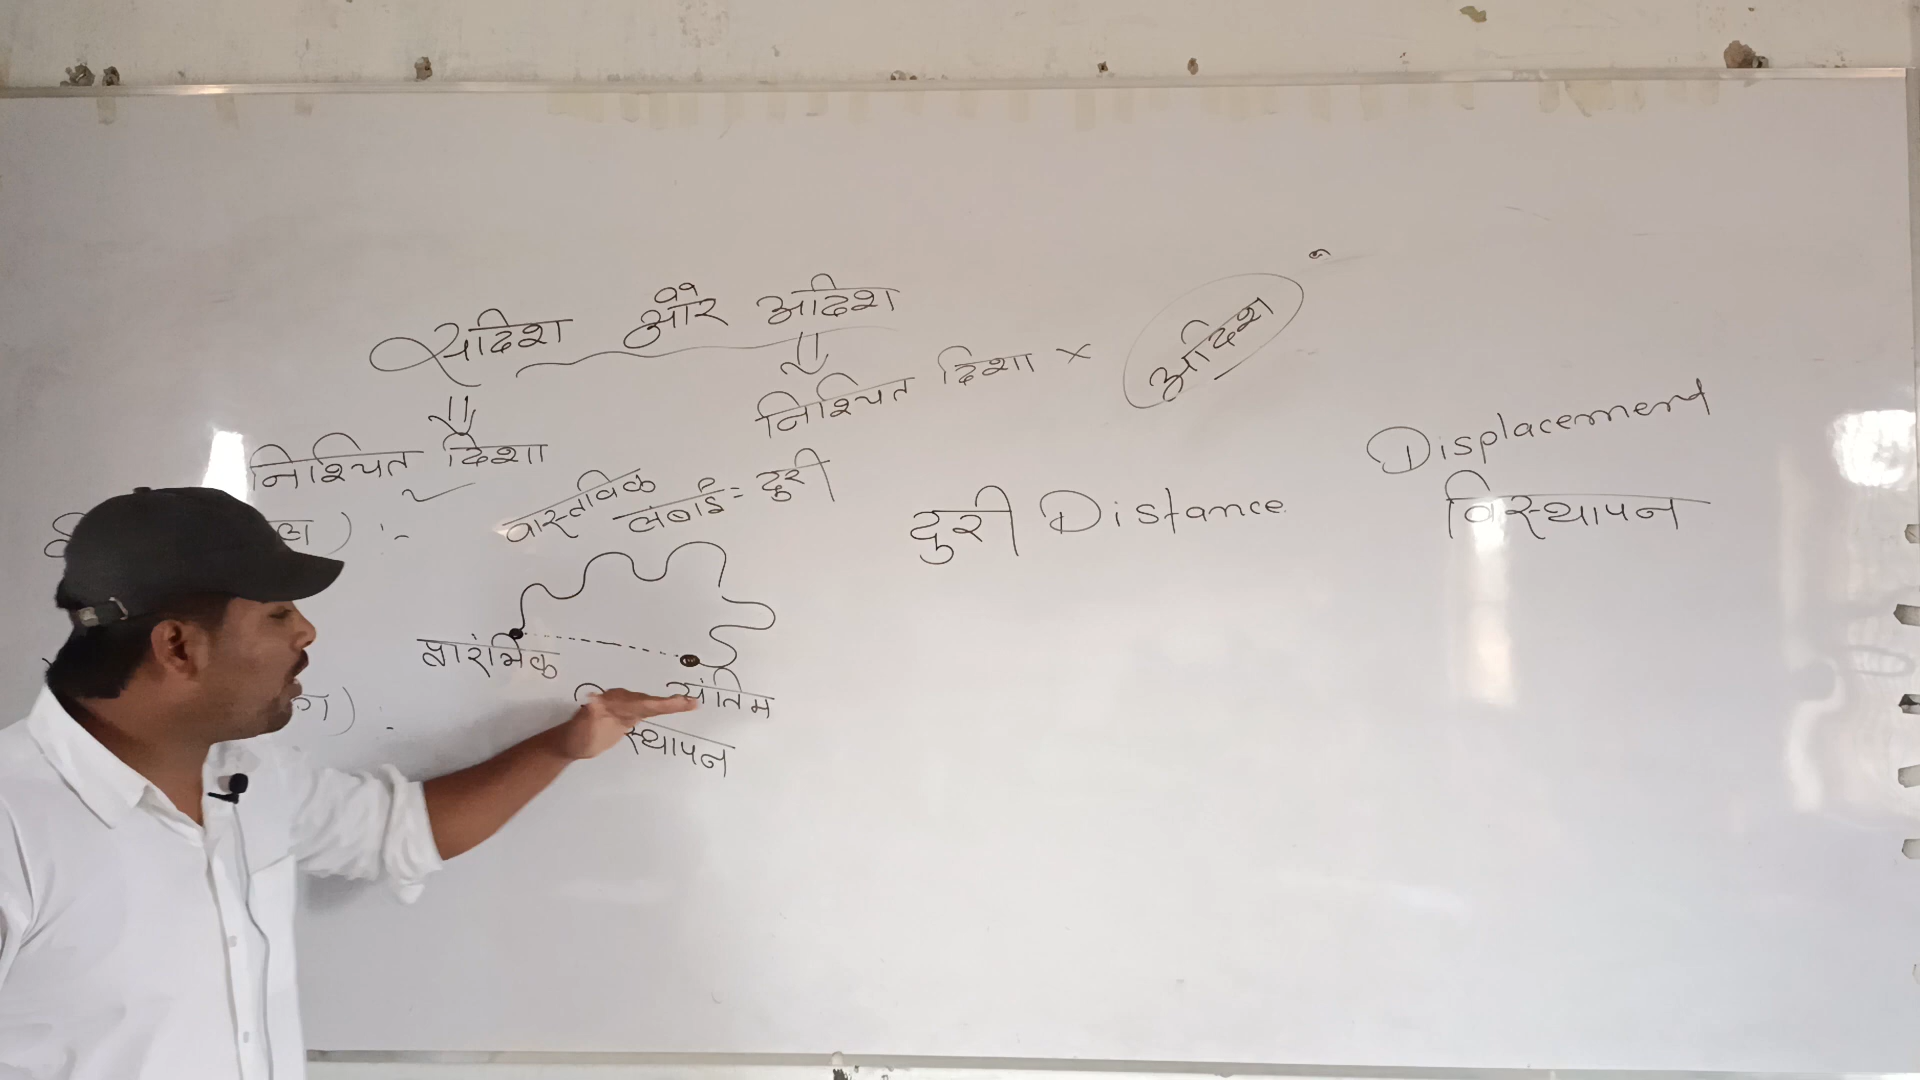 सदिश और अदिश
निश्चित दिशा
निश्चित दिशा ×
अदिश
वास्तविक
लंबाई = दुरी
दुरी Distance
Displacement
विस्थापन
प्रारंभिक
अंतिम
स्थापन